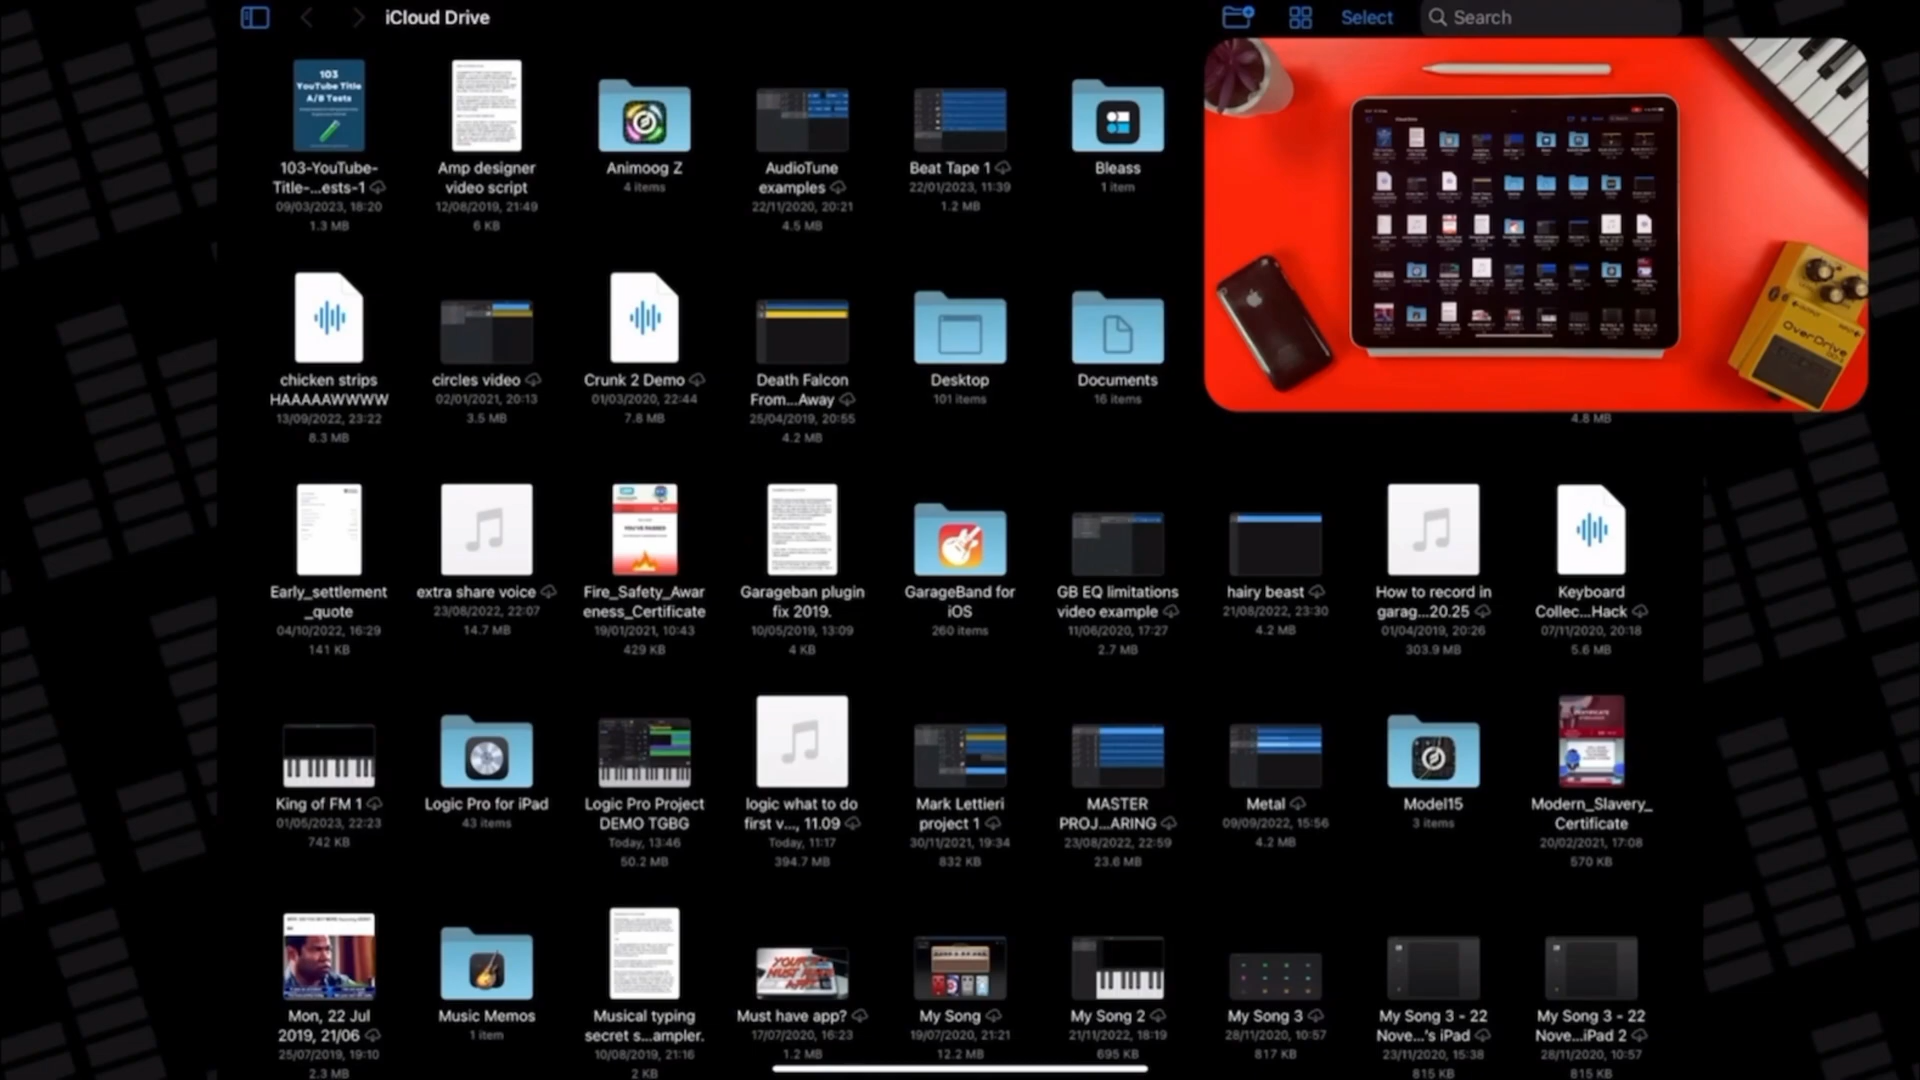 iCloud Drive
Select
Search
103
YouTube Title
A/B Tests
103-YouTube-
Title-...ests-1
09/03/2023, 18:20
1.3 MB
Amp designer
video script
12/08/2019, 21:49
6 KB
Animoog Z
4 items
AudioTune
examples
22/11/2020, 20:21
4.5 MB
Beat Tape 1
22/01/2023, 11:39
1.2 MB
Bleass
1 item
OverDrive
chicken strips
HAAAAAWWWW
13/09/2022, 23:22
8.3 MB
circles video
02/01/2021, 20:13
3.5 MB
Crunk 2 Demo
01/03/2020, 22:44
7.8 MB
Death Falcon
From...Away
25/04/2019, 20:55
4.2 MB
Desktop
101 items
Documents
16 items
4.8 MB
Early_settlement
_quote
04/10/2022, 16:29
141 KB
extra share voice
23/08/2022, 22:07
14.7 MB
YOU'VE PASSED
Fire_Safety_Awar
eness_Certificate
19/01/2021, 10:43
429 KB
Garageban plugin
fix 2019.
10/05/2019, 13:09
4 KB
GarageBand for
iOS
260 items
GB EQ limitations
video example
11/06/2020, 17:27
2.7 MB
hairy beast
21/08/2022, 23:30
4.2 MB
How to record in
garag...20.25
01/04/2019, 20:26
303.9 MB
Keyboard
Collec...Hack
07/11/2020, 20:18
5.6 MB
King of FM 1
01/05/2023, 22:23
742 KB
Logic Pro for iPad
43 items
Logic Pro Project
DEMO TGBG
Today, 13:46
50.2 MB
logic what to do
first v..., 11.09
Today, 11:17
394.7 MB
Mark Lettieri
project 1
30/11/2021, 19:34
832 KB
MASTER
PROJ...ARING
23/08/2022, 22:59
23.6 MB
Metal
09/09/2022, 15:56
4.2 MB
Model15
3 items
Modern_Slavery_
Certificate
20/02/2021, 17:08
570 KB
Mon, 22 Jul
2019, 21/06
25/07/2019, 19:10
2.3 MB
Music Memos
1 item
Musical typing
secret s...ampler.
10/08/2019, 21:16
2 KB
Must have app?
17/07/2020, 16:23
1.2 MB
My Song
19/07/2020, 21:21
12.2 MB
My Song 2
21/11/2022, 18:19
695 KB
My Song 3
28/11/2020, 10:57
817 KB
My Song 3 - 22
Nove...'s iPad
23/11/2020, 15:38
815 KB
My Song 3 - 22
Nove...iPad 2
28/11/2020, 10:57
815 KB